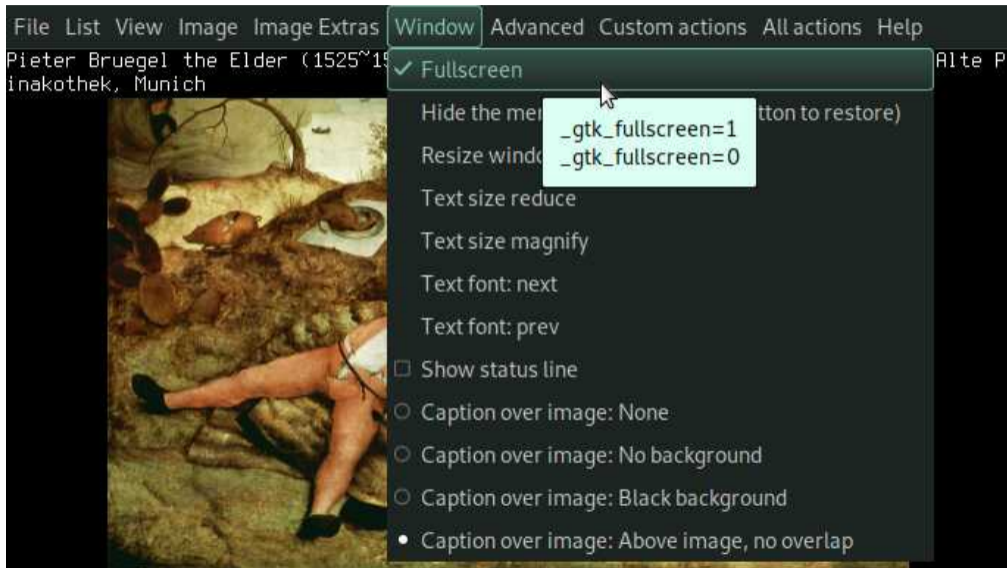 File List View Image Image Extras Window Advanced Custom actions All actions Help
Pieter Bruegel the Elder (1525~15 Alte P
inakothek, Munich
Fullscreen
Hide the men tton to restore)
_gtk_fullscreen=1
_gtk_fullscreen=0
Resize windo
Text size reduce
Text size magnify
Text font: next
Text font: prev
Show status line
Caption over image: None
Caption over image: No background
Caption over image: Black background
Caption over image: Above image, no overlap